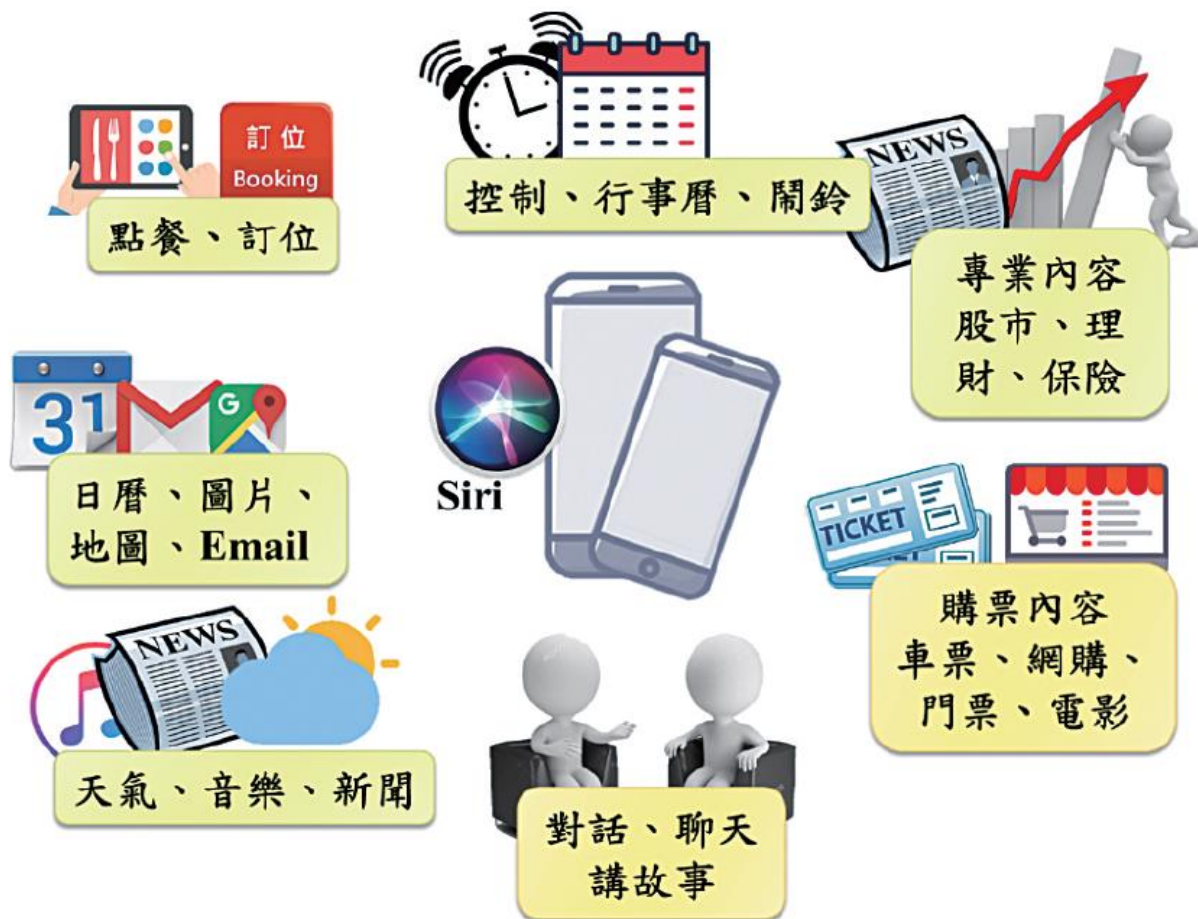 訂位
Booking
點餐、訂位
控制、行事曆、鬧鈴
NEWS
專業內容
股市、理
財、保險
31
G
日曆、圖片、
地圖、Email
Siri
TICKET
購票內容
車票、網購、
門票、電影
NEWS
天氣、音樂、新聞
對話、聊天
講故事